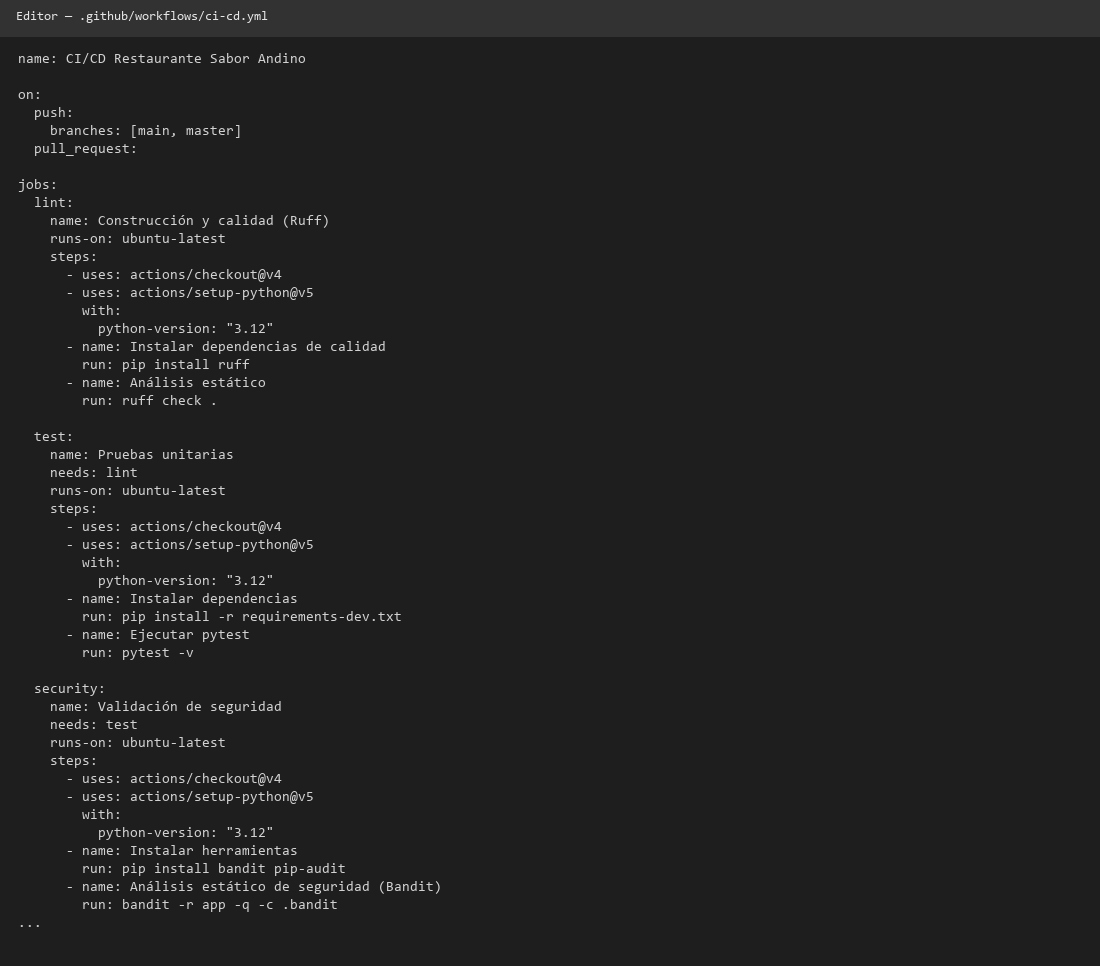 Editor — .github/workflows/ci-cd.yml
name: CI/CD Restaurante Sabor Andino

on:
  push:
    branches: [main, master]
  pull_request:

jobs:
  lint:
    name: Construcción y calidad (Ruff)
    runs-on: ubuntu-latest
    steps:
      - uses: actions/checkout@v4
      - uses: actions/setup-python@v5
        with:
          python-version: "3.12"
      - name: Instalar dependencias de calidad
        run: pip install ruff
      - name: Análisis estático
        run: ruff check .

  test:
    name: Pruebas unitarias
    needs: lint
    runs-on: ubuntu-latest
    steps:
      - uses: actions/checkout@v4
      - uses: actions/setup-python@v5
        with:
          python-version: "3.12"
      - name: Instalar dependencias
        run: pip install -r requirements-dev.txt
      - name: Ejecutar pytest
        run: pytest -v

  security:
    name: Validación de seguridad
    needs: test
    runs-on: ubuntu-latest
    steps:
      - uses: actions/checkout@v4
      - uses: actions/setup-python@v5
        with:
          python-version: "3.12"
      - name: Instalar herramientas
        run: pip install bandit pip-audit
      - name: Análisis estático de seguridad (Bandit)
        run: bandit -r app -q -c .bandit
...